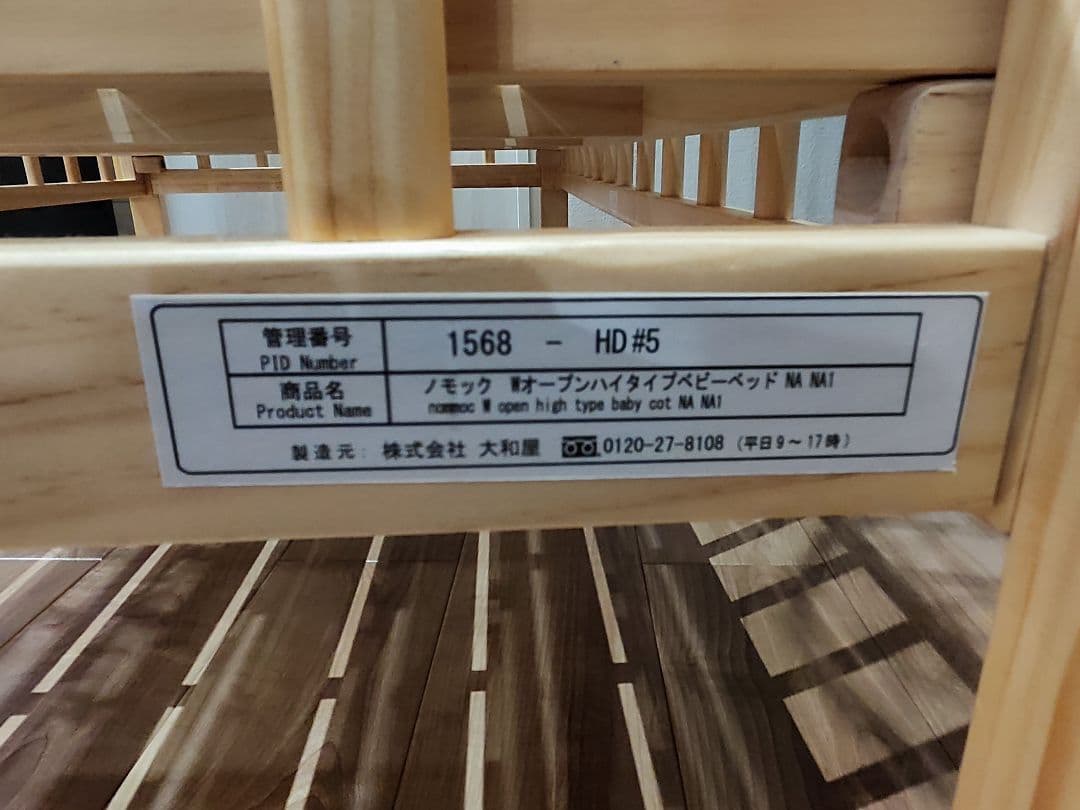 管理番号 1568 - HD#5
PID Number
商品名 ノモック Wオープンハイタイプベビーベッド NA NA1
Product Name nommoc W open high type baby cot NA NA1
製造元: 株式会社 大和屋 0120-27-8108 (平日9～17時)